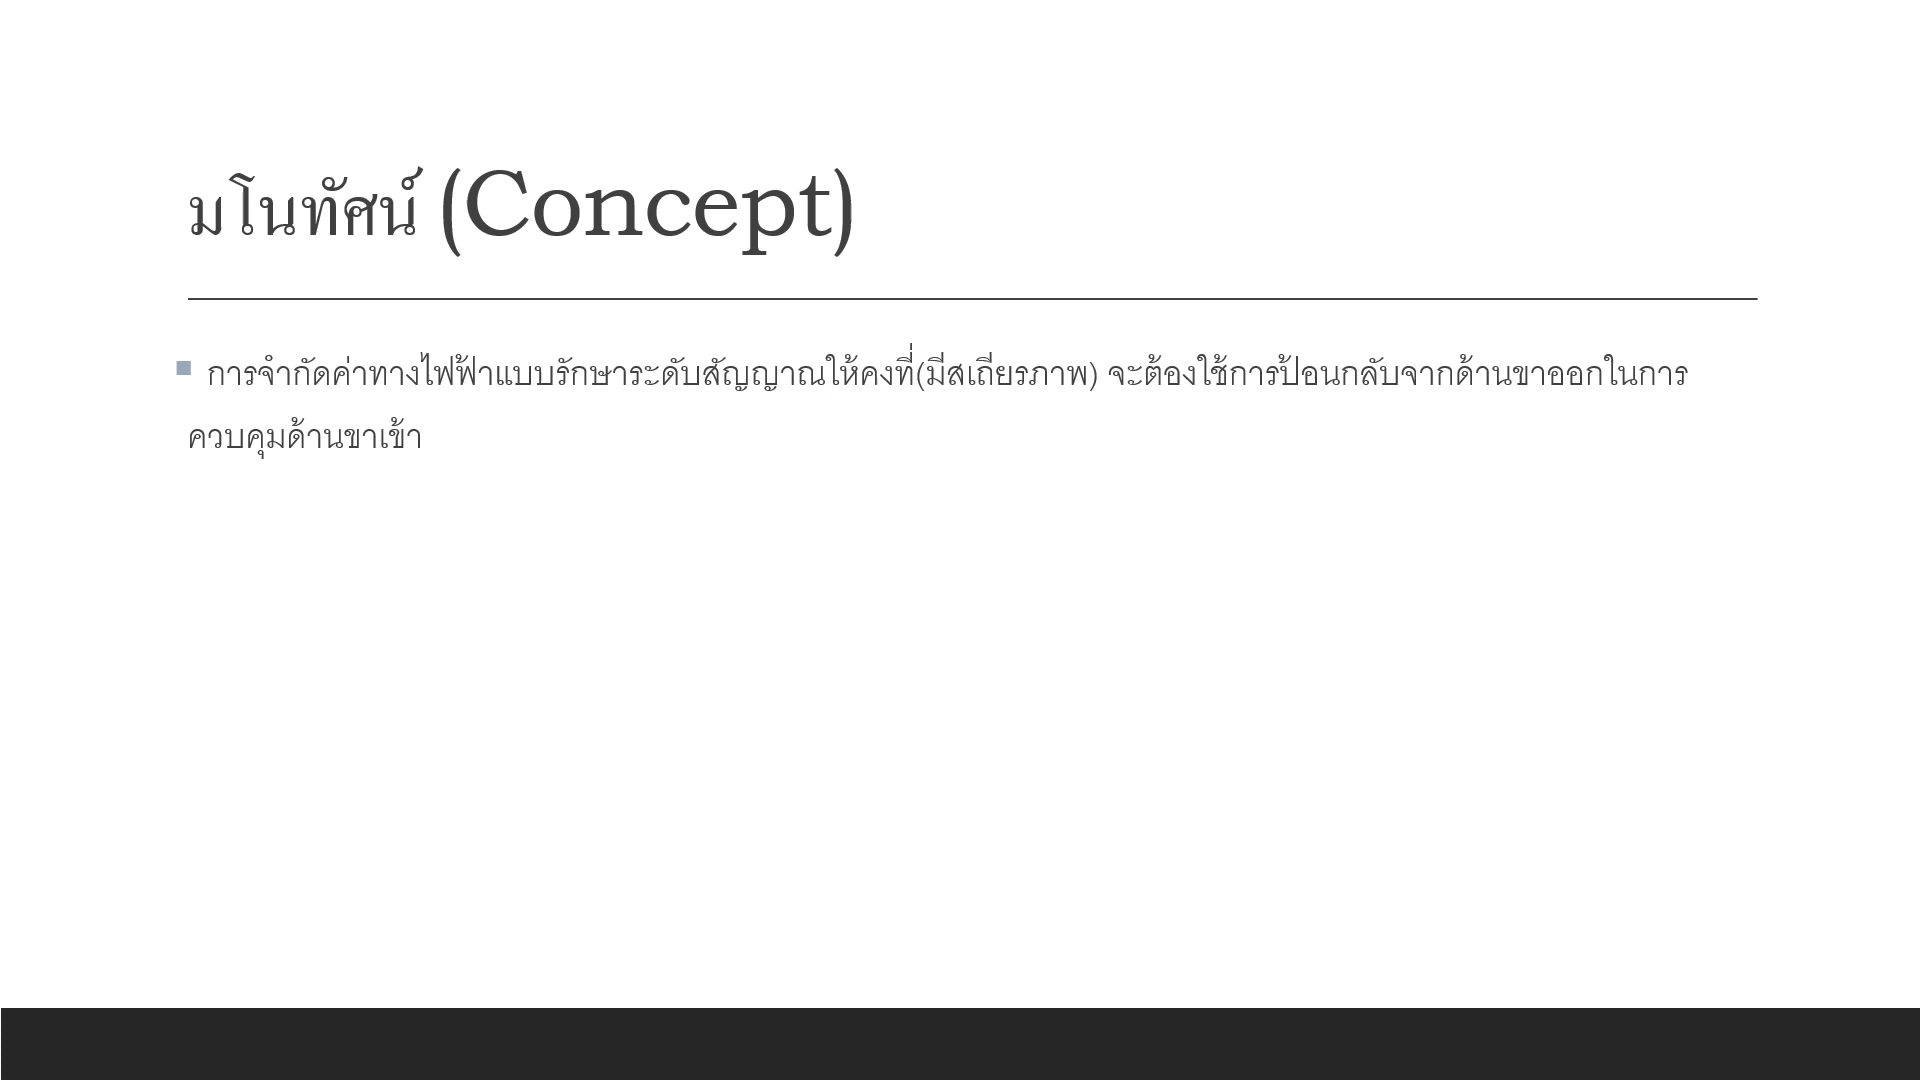 มโนทัศน์ (Concept)
▪ การจำกัดค่าทางไฟฟ้าแบบรักษาระดับสัญญาณให้คงที่(มีสเถียรภาพ) จะต้องใช้การป้อนกลับจากด้านขาออกในการ
ควบคุมด้านขาเข้า